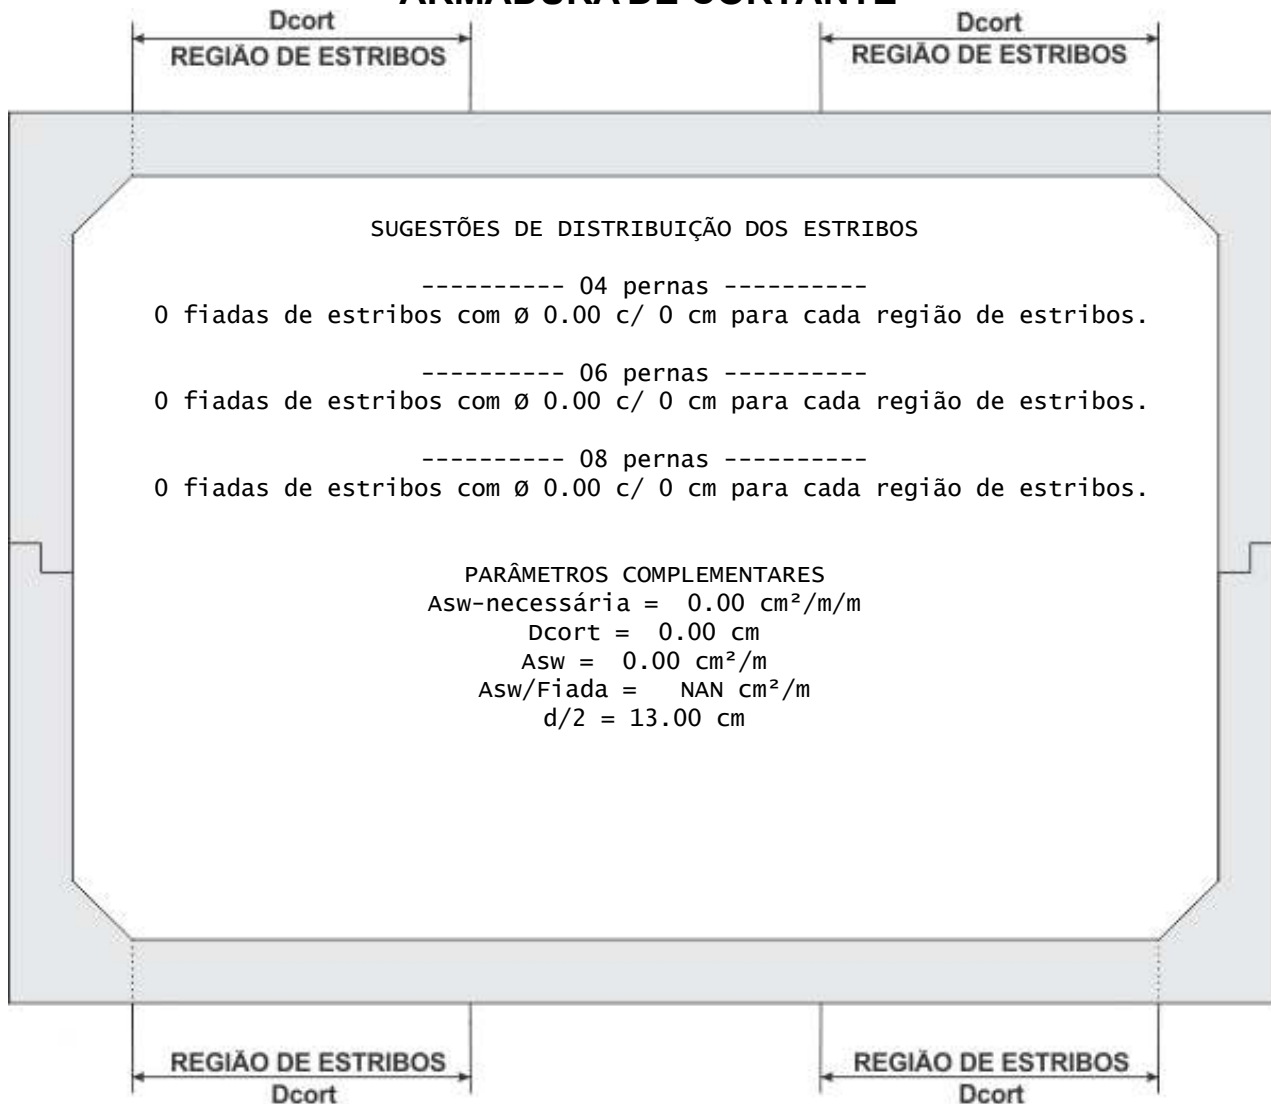 ARMADURA DE CORTANTE
Dcort
REGIÃO DE ESTRIBOS
Dcort
REGIÃO DE ESTRIBOS
SUGESTÕES DE DISTRIBUIÇÃO DOS ESTRIBOS
---------- 04 pernas ----------
0 fiadas de estribos com Ø 0.00 c/ 0 cm para cada região de estribos.
---------- 06 pernas ----------
0 fiadas de estribos com Ø 0.00 c/ 0 cm para cada região de estribos.
---------- 08 pernas ----------
0 fiadas de estribos com Ø 0.00 c/ 0 cm para cada região de estribos.
PARÂMETROS COMPLEMENTARES
Asw-necessária = 0.00 cm²/m/m
Dcort = 0.00 cm
Asw = 0.00 cm²/m
Asw/Fiada = NAN cm²/m
d/2 = 13.00 cm
REGIÃO DE ESTRIBOS
Dcort
REGIÃO DE ESTRIBOS
Dcort